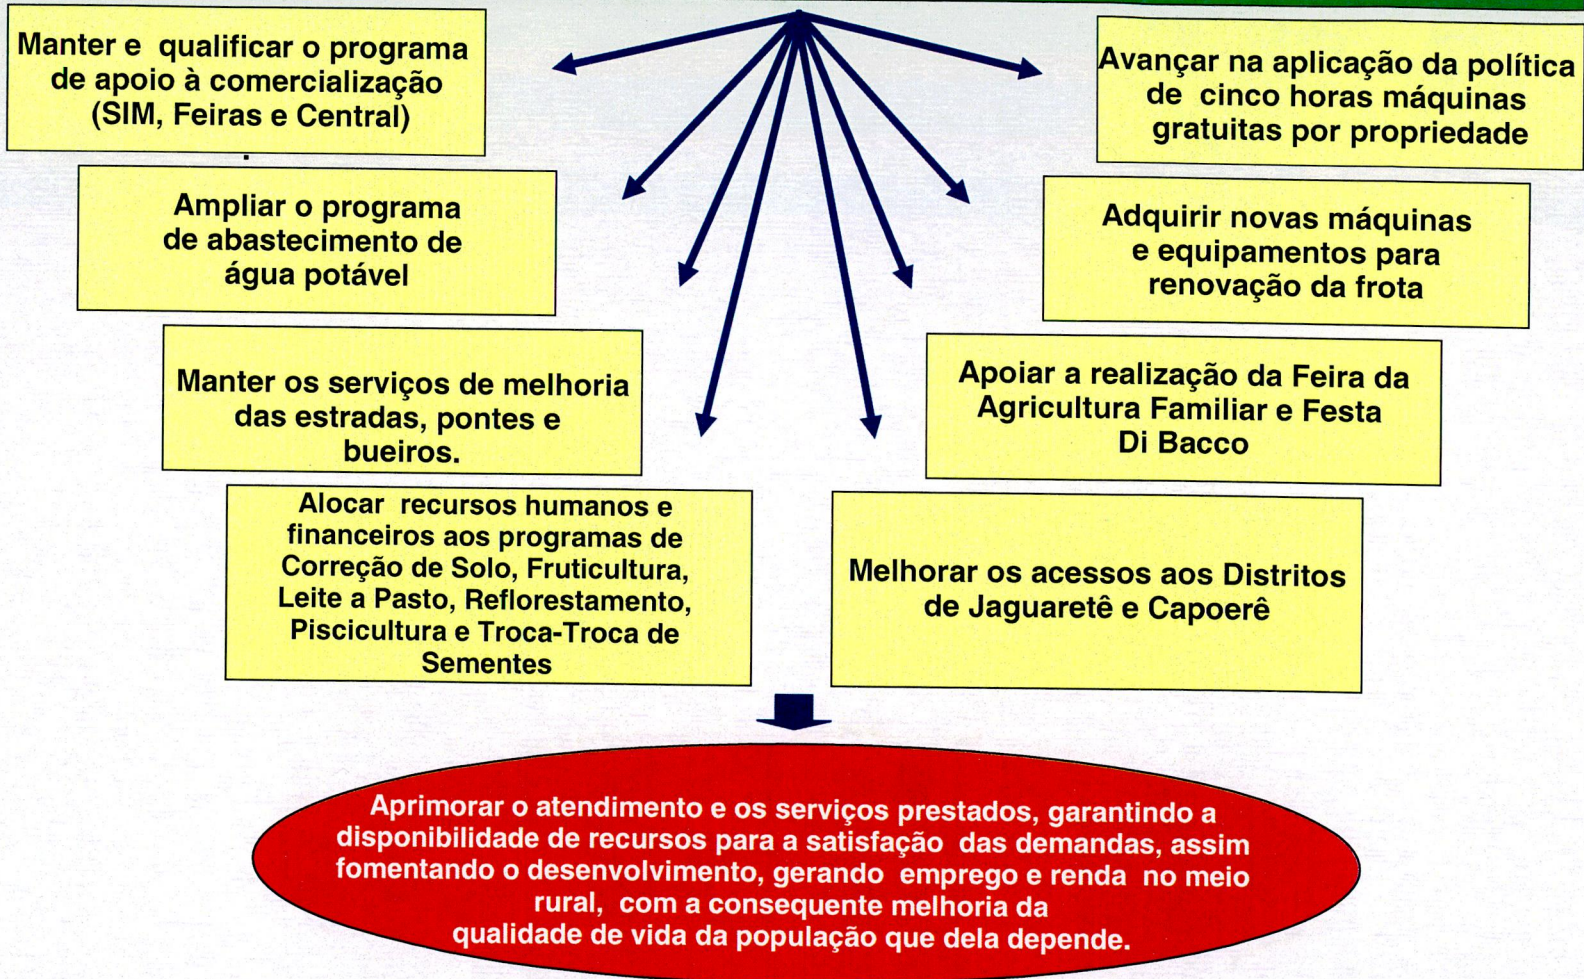 Manter e qualificar o programa
de apoio à comercialização
(SIM, Feiras e Central)
.
Ampliar o programa
de abastecimento de
água potável
Manter os serviços de melhoria
das estradas, pontes e
bueiros.
Alocar recursos humanos e
financeiros aos programas de
Correção de Solo, Fruticultura,
Leite a Pasto, Reflorestamento,
Piscicultura e Troca-Troca de
Sementes
Avançar na aplicação da política
de cinco horas máquinas
gratuitas por propriedade
Adquirir novas máquinas
e equipamentos para
renovação da frota
Apoiar a realização da Feira da
Agricultura Familiar e Festa
Di Bacco
Melhorar os acessos aos Distritos
de Jaguaretê e Capoerê
Aprimorar o atendimento e os serviços prestados, garantindo a
disponibilidade de recursos para a satisfação das demandas, assim
fomentando o desenvolvimento, gerando emprego e renda no meio
rural, com a consequente melhoria da
qualidade de vida da população que dela depende.